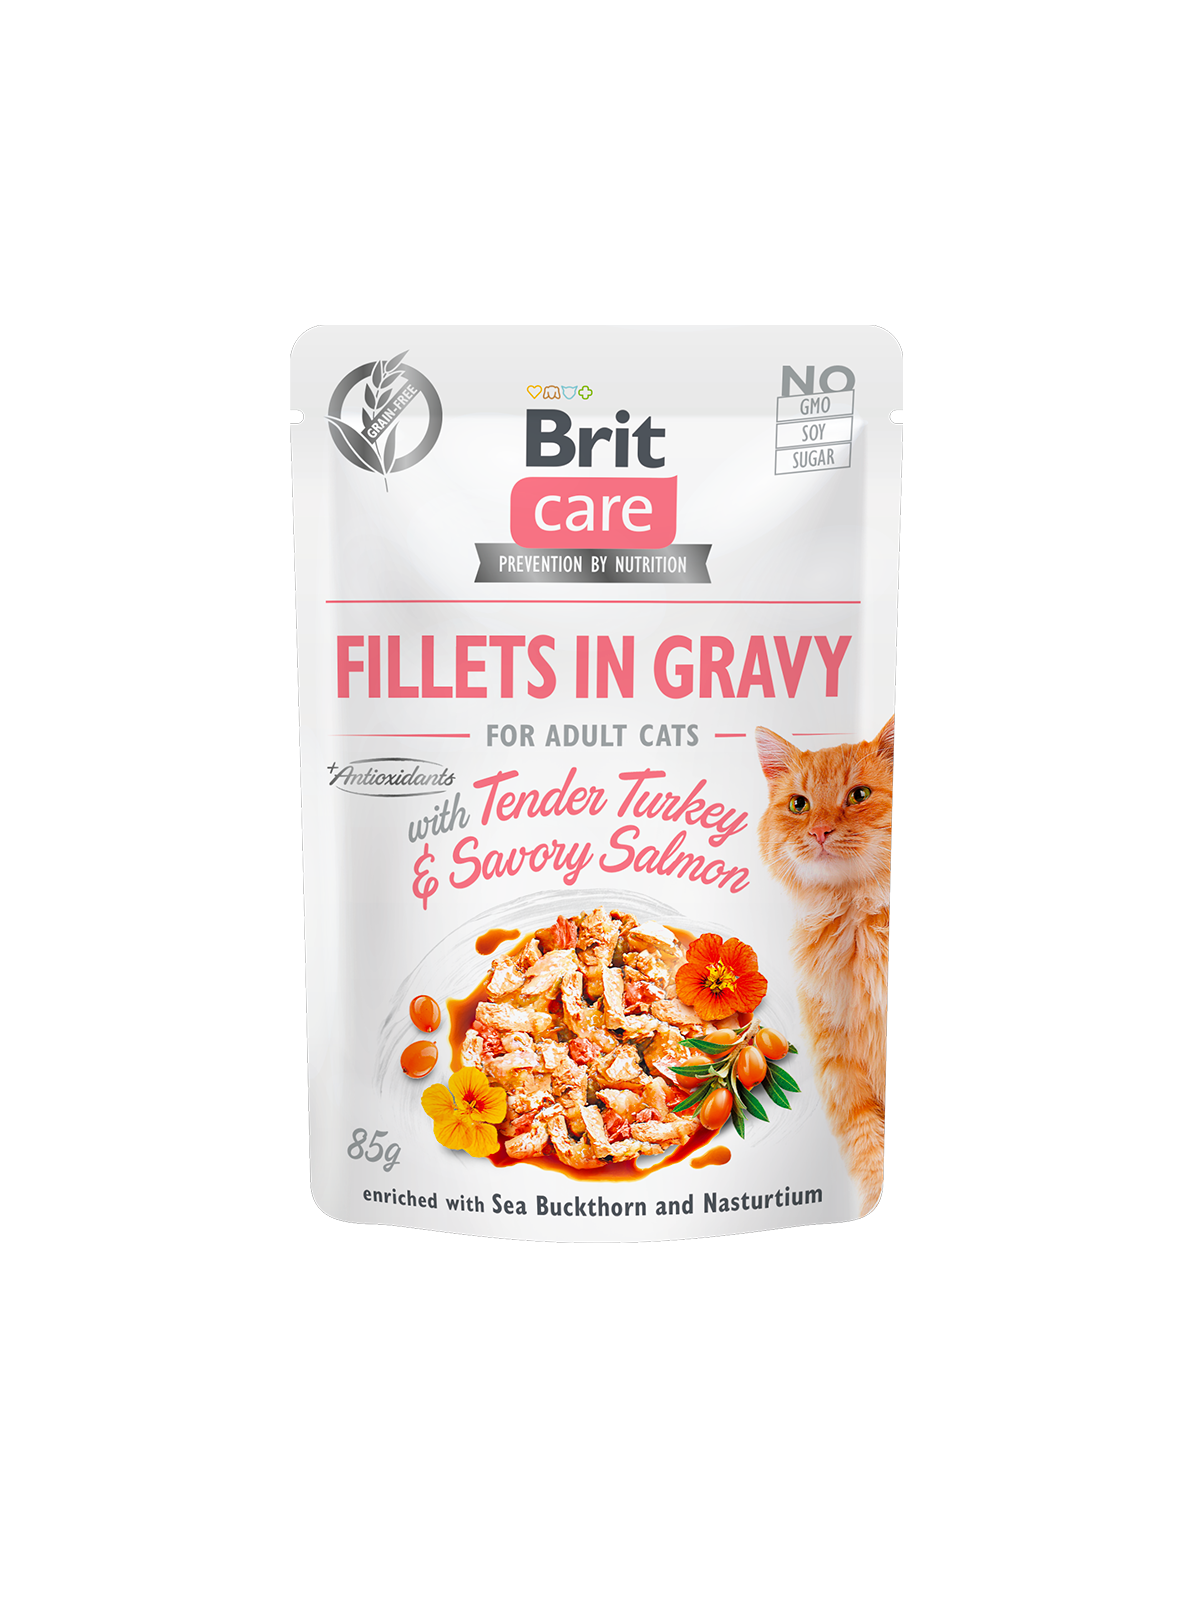 GRAIN-FREE
NO
GMO
SOY
SUGAR
Brit
care
PREVENTION BY NUTRITION
FILLETS IN GRAVY
FOR ADULT CATS
+Antioxidants
with Tender Turkey
& Savory Salmon
85g
enriched with Sea Buckthorn and Nasturtium